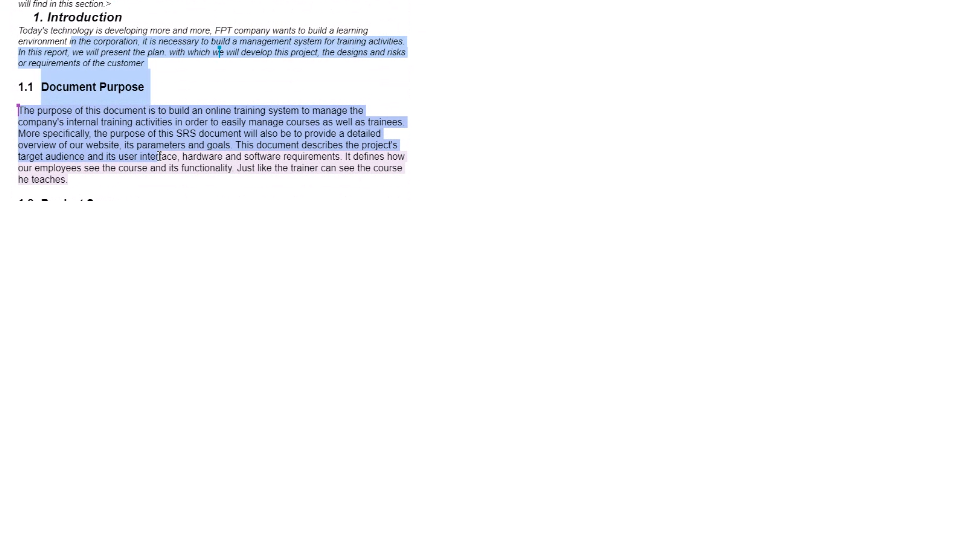 will find in this section.>
1. Introduction
Today's technology is developing more and more, FPT company wants to build a learning
environment in the corporation, it is necessary to build a management system for training activities.
In this report, we will present the plan. with which we will develop this project, the designs and risks
or requirements of the customer
1.1 Document Purpose
The purpose of this document is to build an online training system to manage the
company's internal training activities in order to easily manage courses as well as trainees.
More specifically, the purpose of this SRS document will also be to provide a detailed
overview of our website, its parameters and goals. This document describes the project's
target audience and its user interface, hardware and software requirements. It defines how
our employees see the course and its functionality. Just like the trainer can see the course
he teaches.